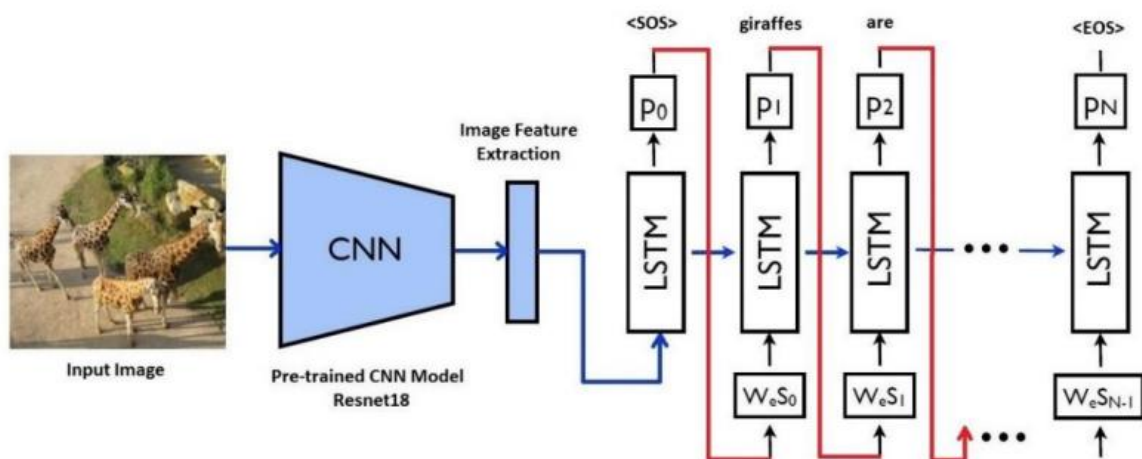 <SOS> giraffes are <EOS>
p0 p1 p2 pN
Image Feature
Extraction
CNN
LSTM LSTM LSTM ••• LSTM
Input Image
Pre-trained CNN Model
Resnet18
WeS0 WeS1 WeSN-1
•••